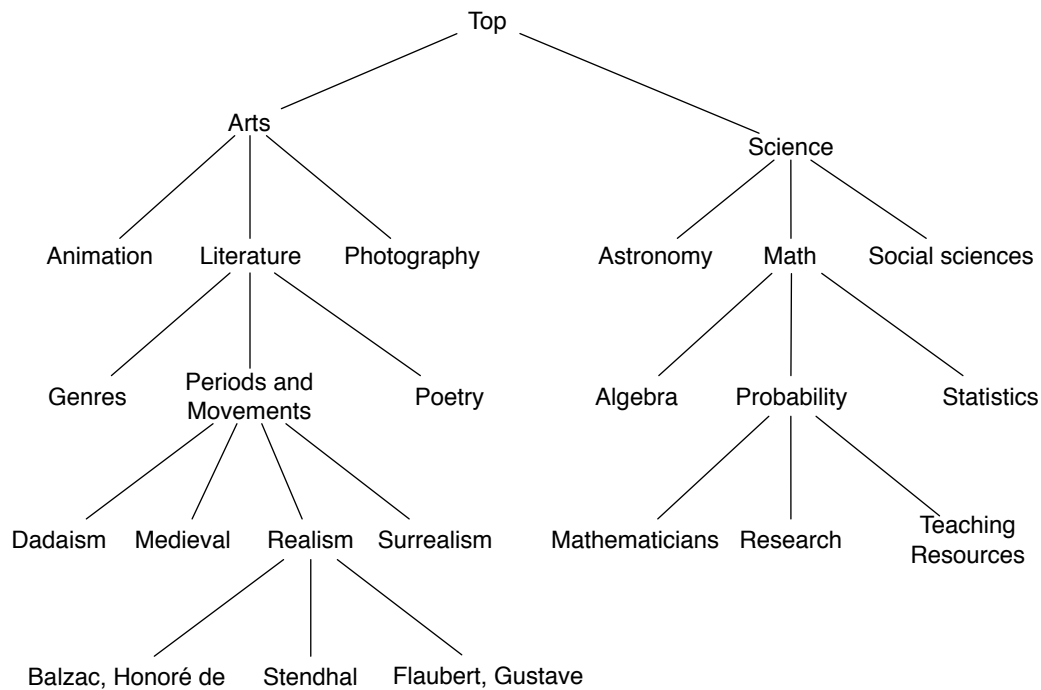 Top
Arts
Science
Animation
Literature
Photography
Astronomy
Math
Social sciences
Genres
Periods and
Movements
Poetry
Algebra
Probability
Statistics
Dadaism
Medieval
Realism
Surrealism
Mathematicians
Research
Teaching
Resources
Balzac, Honoré de
Stendhal
Flaubert, Gustave